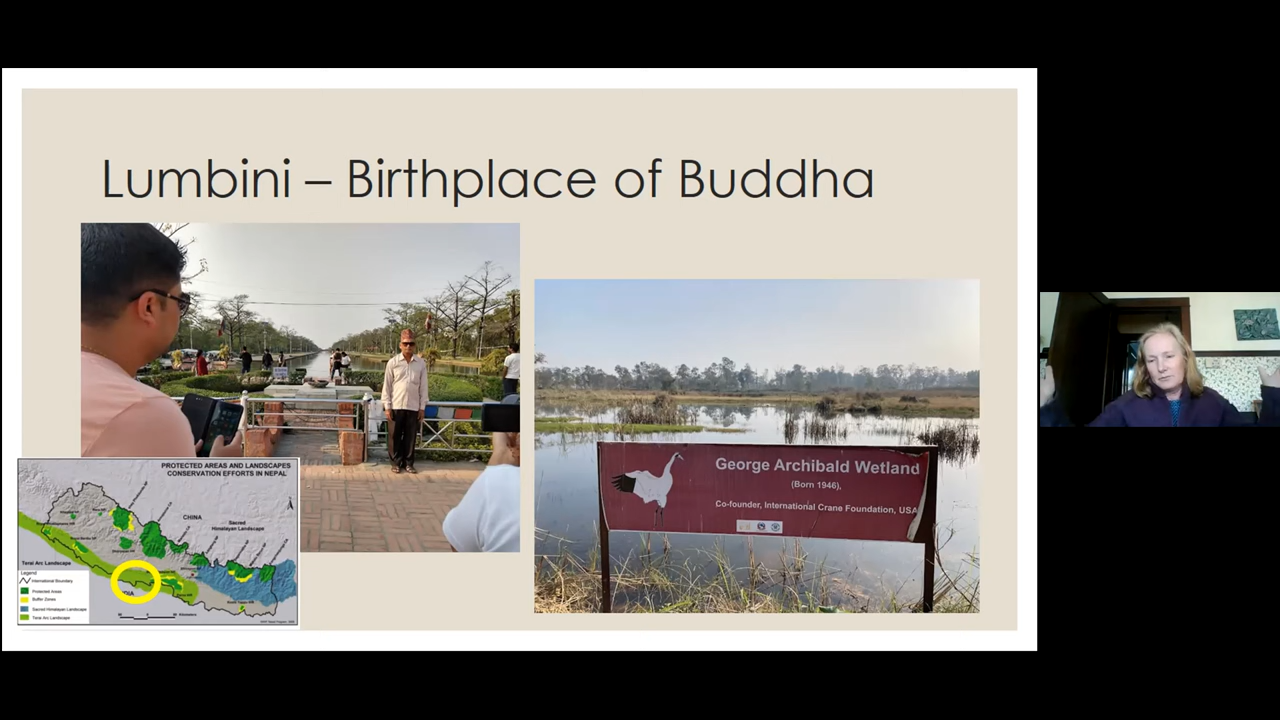 Lumbini – Birthplace of Buddha
George Archibald Wetland
(Born 1946),
Co-founder, International Crane Foundation, USA
PROTECTED AREAS AND LANDSCAPES
CONSERVATION EFFORTS IN NEPAL
CHINA
Sacred
Himalayan Landscape
Terai Arc Landscape
Legend
International Boundary
Protected Areas
Buffer Zones
Sacred Himalayan Landscape
Terai Arc Landscape